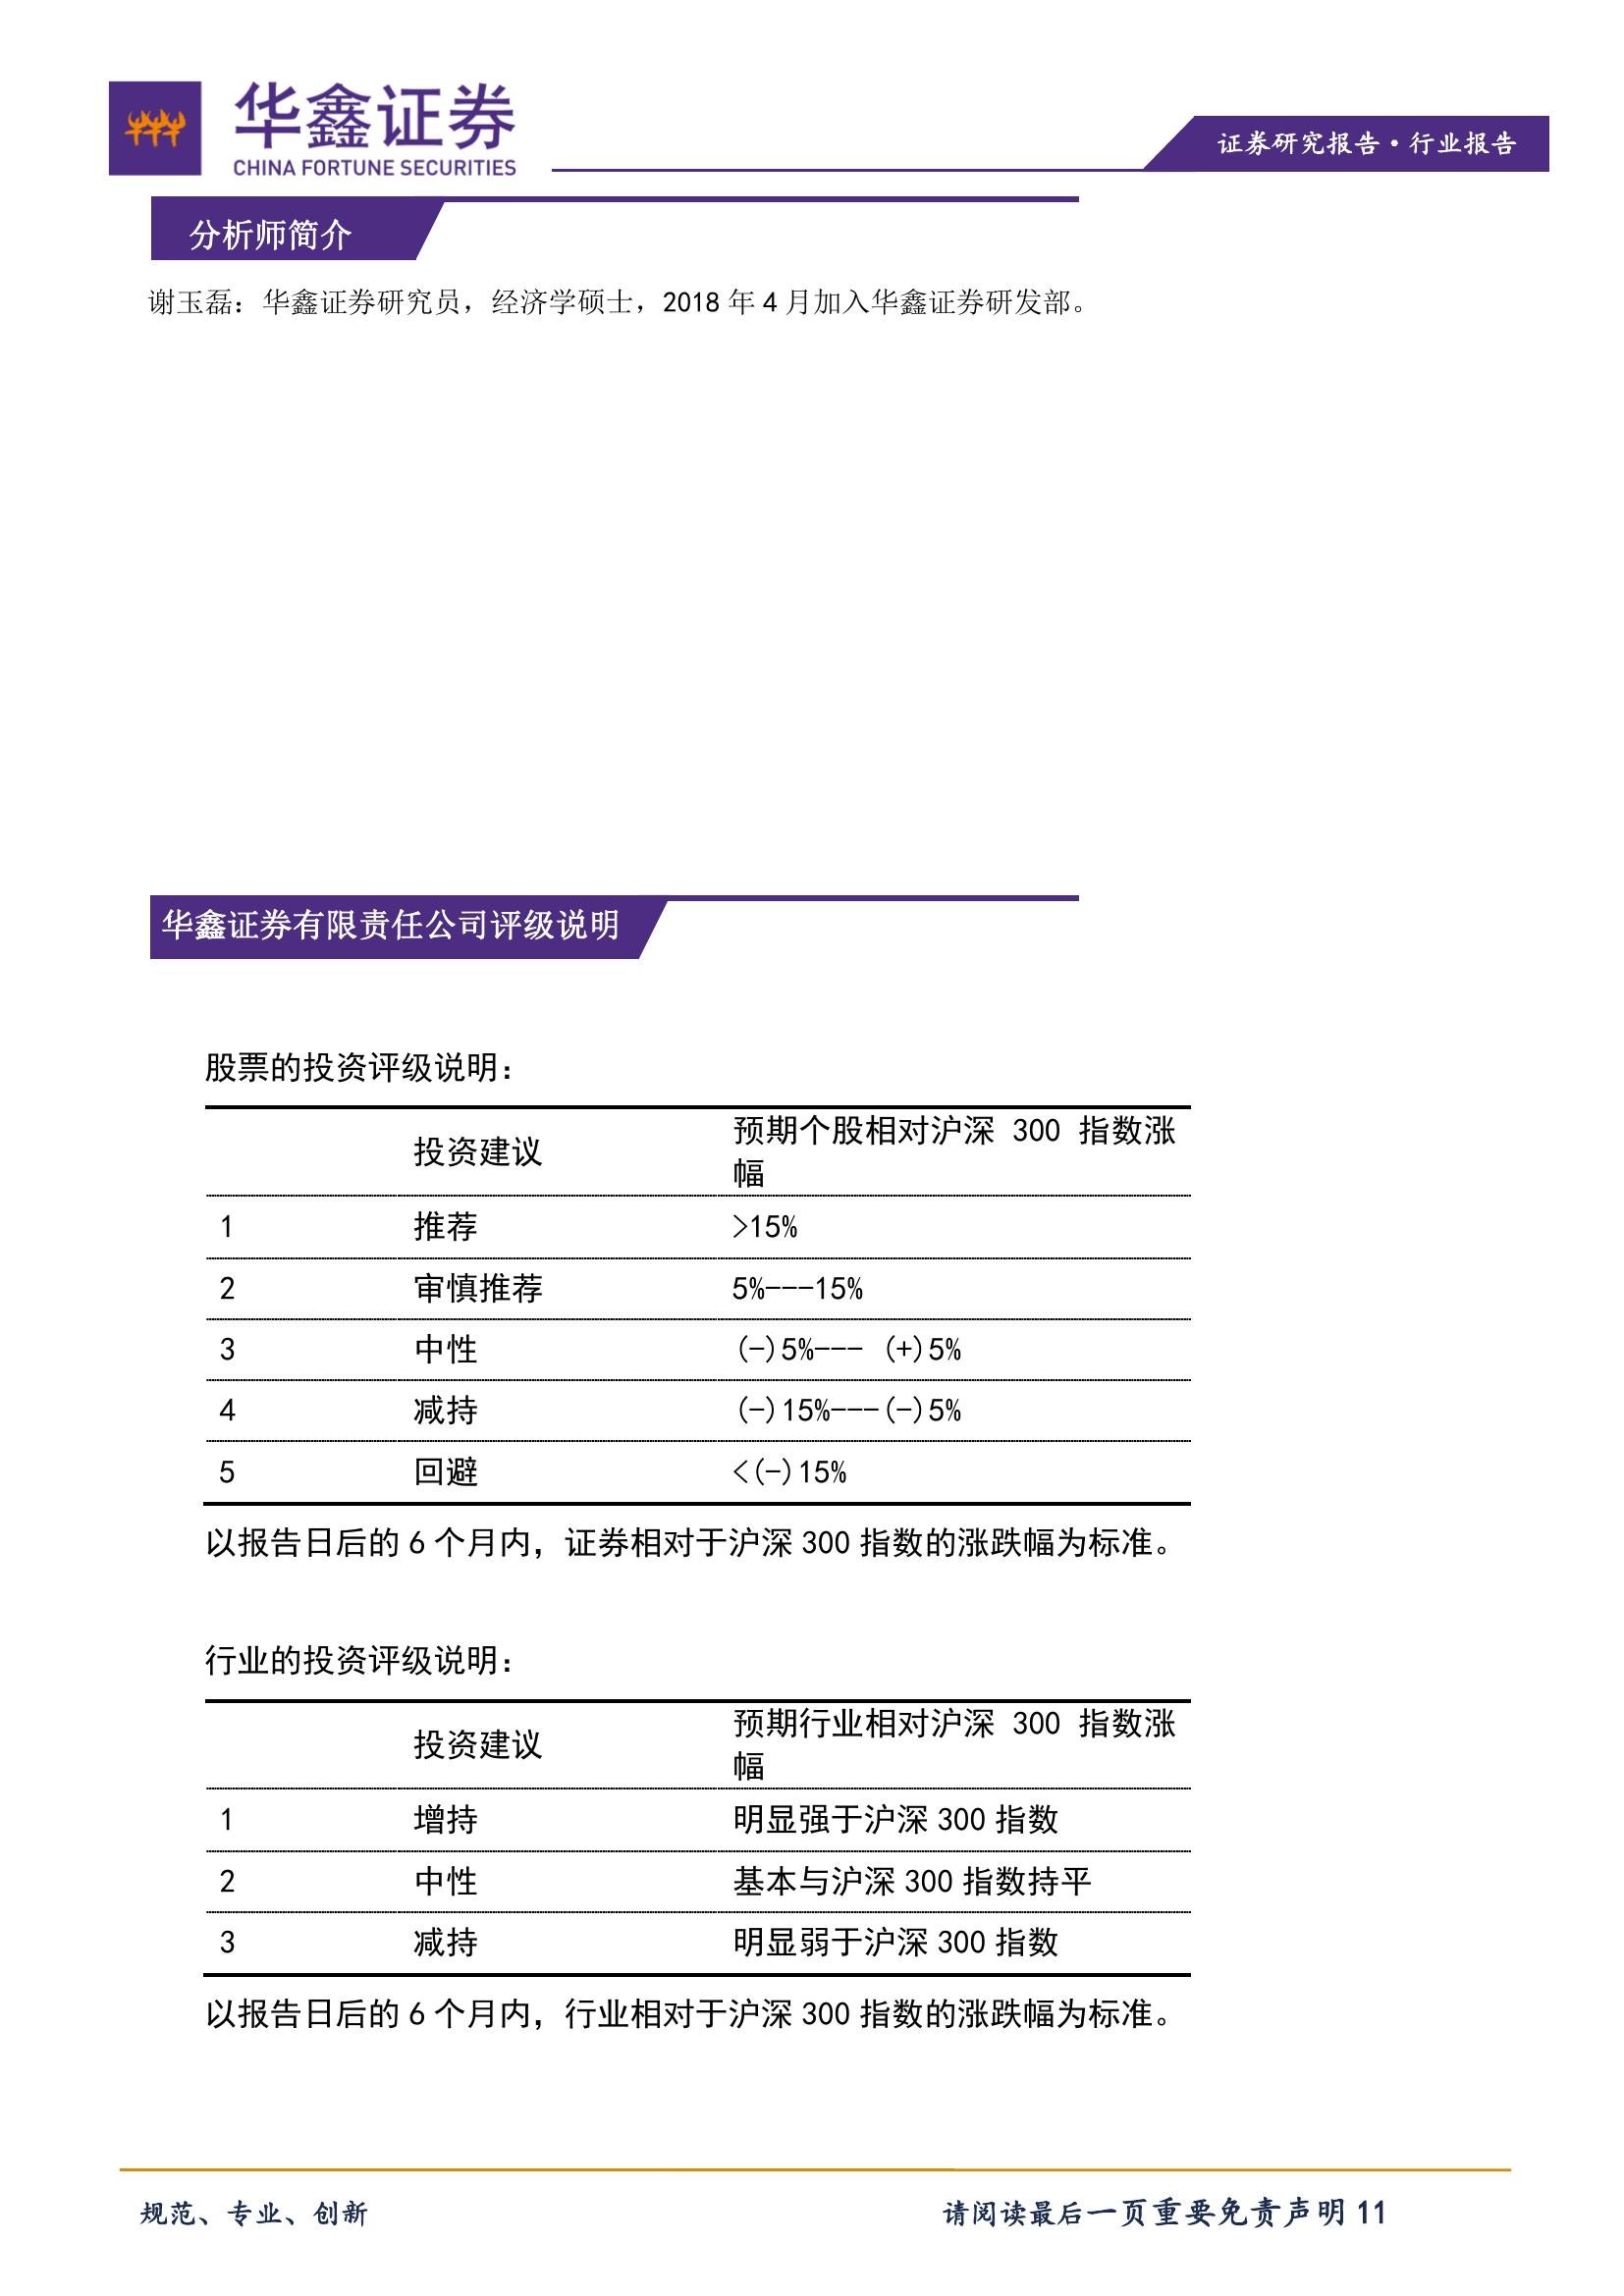 华鑫证券
CHINA FORTUNE SECURITIES
证券研究报告·行业报告
分析师简介
谢玉磊：华鑫证券研究员，经济学硕士，2018 年 4 月加入华鑫证券研发部。
华鑫证券有限责任公司评级说明
股票的投资评级说明：
投资建议 预期个股相对沪深 300 指数涨
幅
1 推荐 >15%
2 审慎推荐 5%---15%
3 中性 (-)5%--- (+)5%
4 减持 (-)15%---(-)5%
5 回避 <(-)15%
以报告日后的 6 个月内，证券相对于沪深 300 指数的涨跌幅为标准。
行业的投资评级说明：
投资建议 预期行业相对沪深 300 指数涨
幅
1 增持 明显强于沪深 300 指数
2 中性 基本与沪深 300 指数持平
3 减持 明显弱于沪深 300 指数
以报告日后的 6 个月内，行业相对于沪深 300 指数的涨跌幅为标准。
规范、专业、创新 请阅读最后一页重要免责声明 11